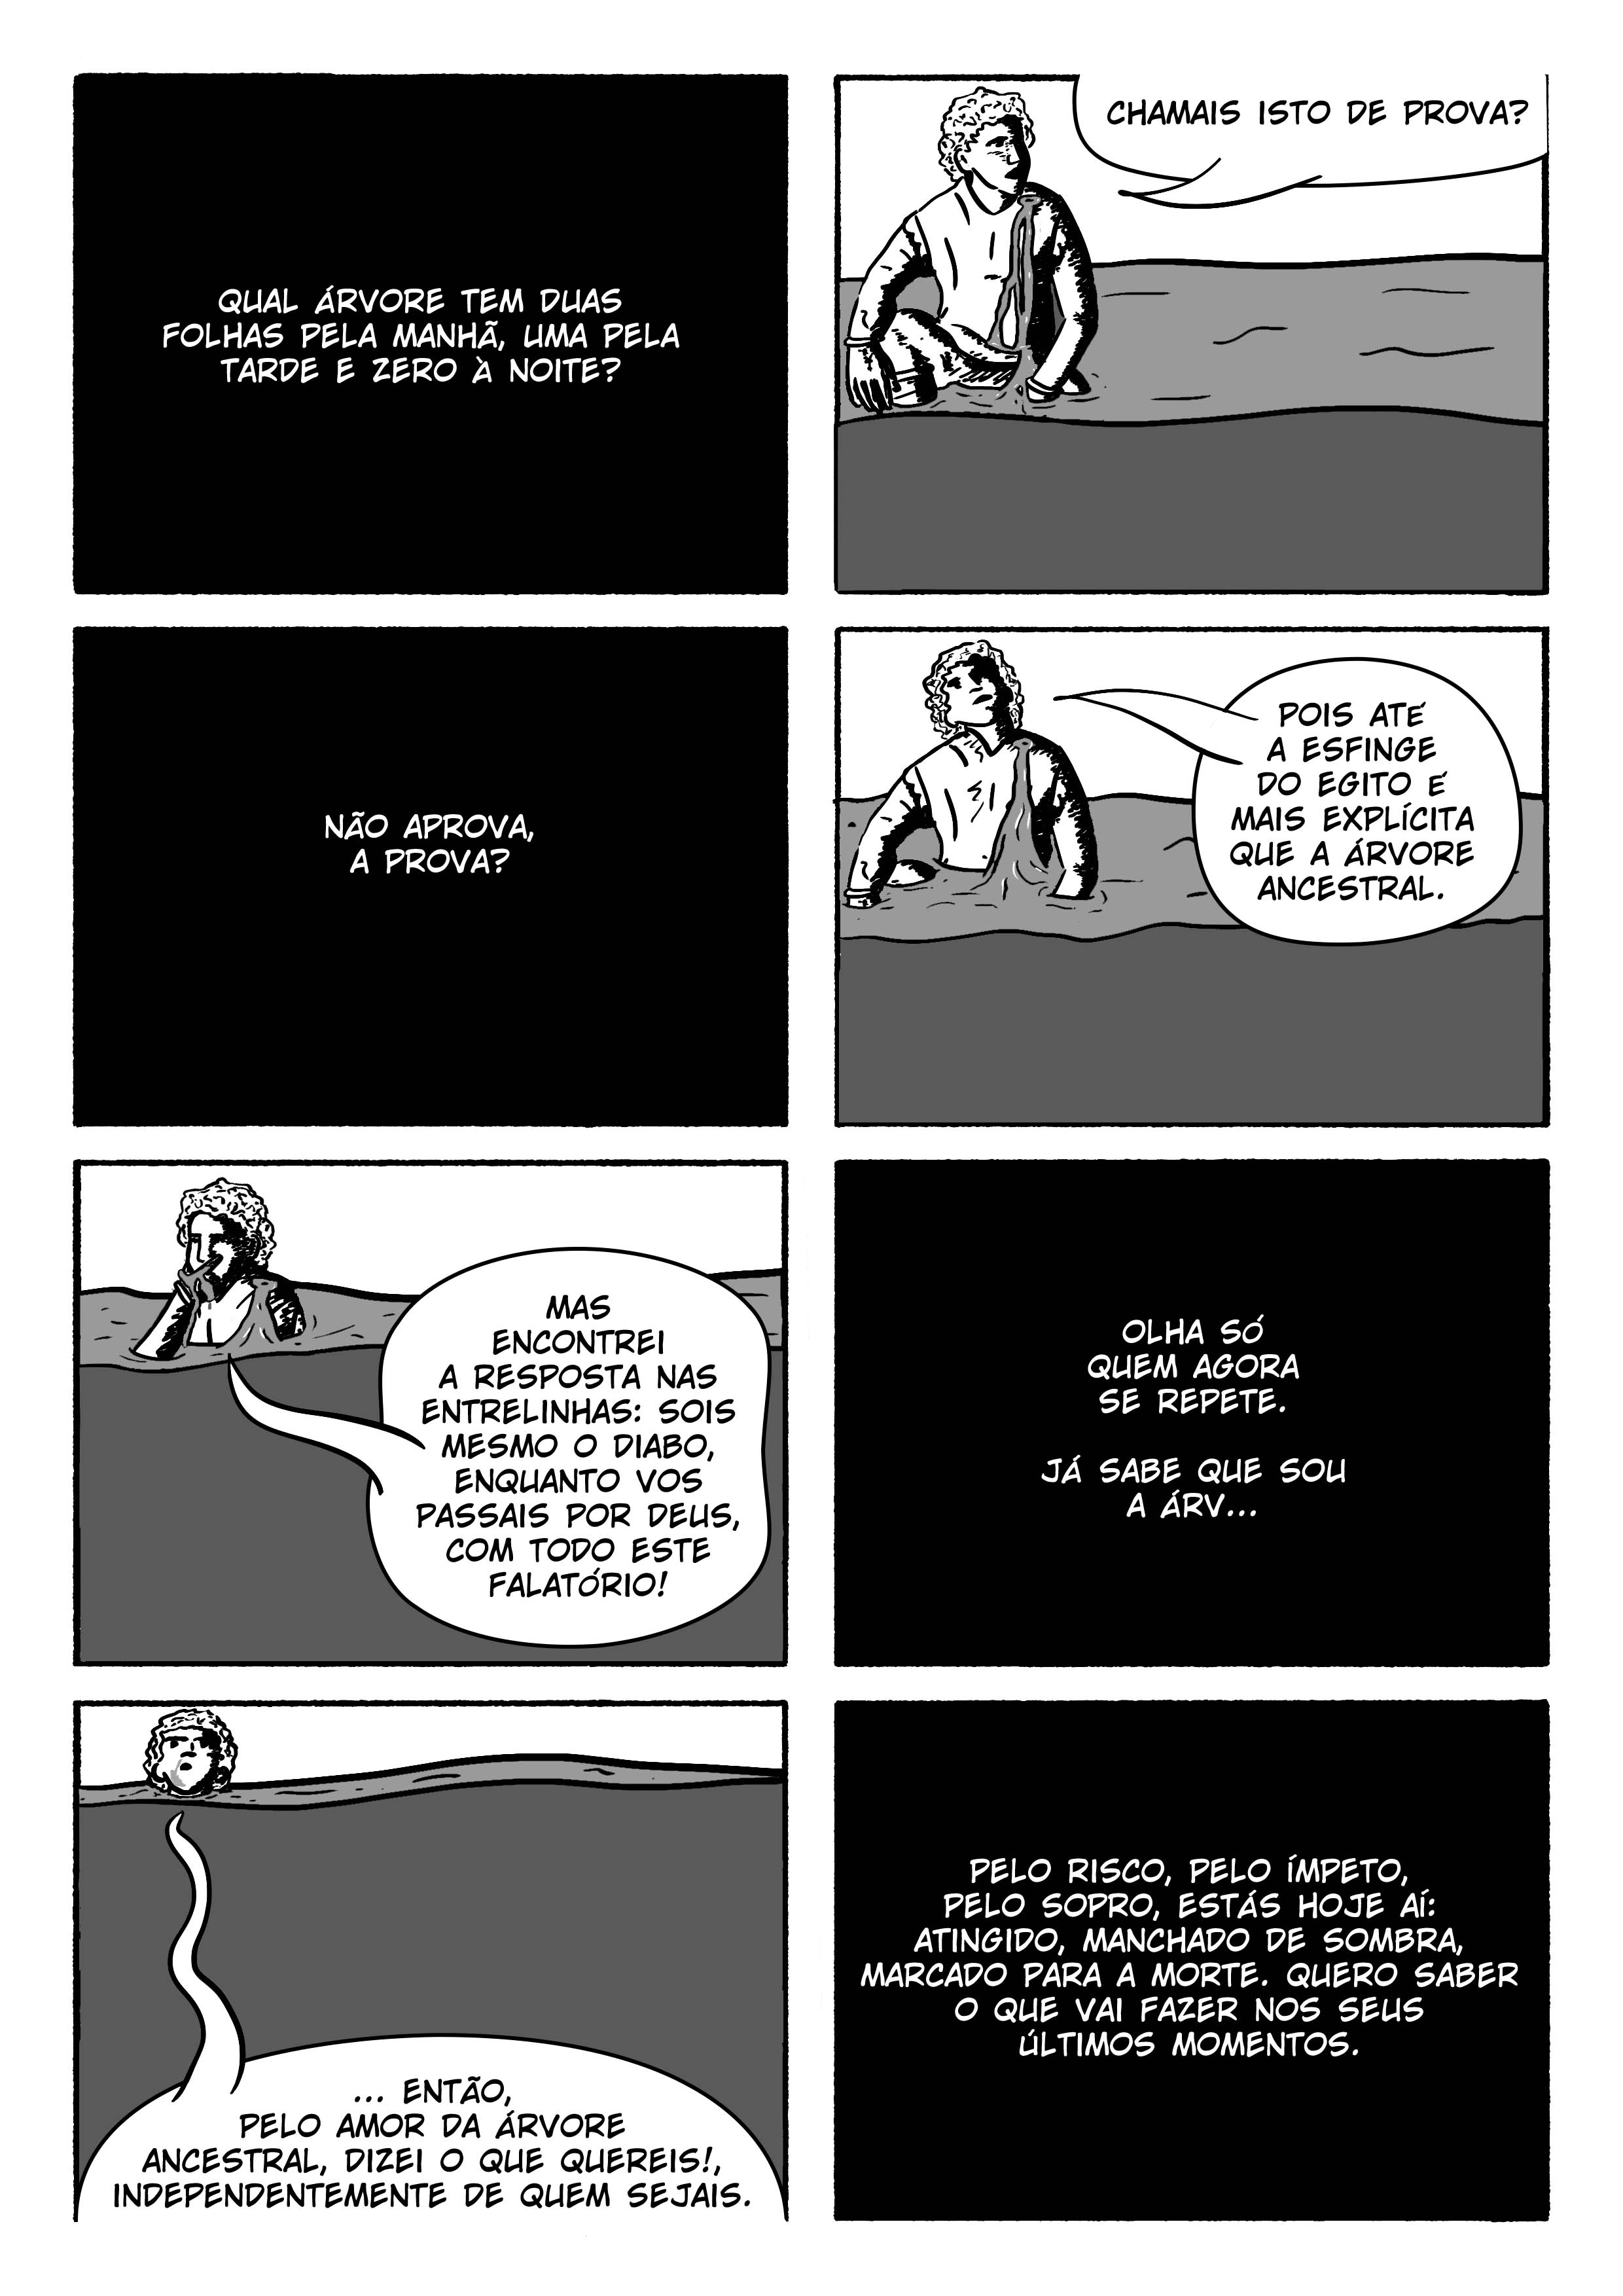 QUAL ÁRVORE TEM DUAS
FOLHAS PELA MANHÃ, UMA PELA
TARDE E ZERO À NOITE?
CHAMAIS ISTO DE PROVA?
NÃO APROVA,
A PROVA?
POIS ATÉ
A ESFINGE
DO EGITO É
MAIS EXPLÍCITA
QUE A ÁRVORE
ANCESTRAL.
MAS
ENCONTREI
A RESPOSTA NAS
ENTRELINHAS: SOIS
MESMO O DIABO,
ENQUANTO VOS
PASSAIS POR DEUS,
COM TODO ESTE
FALATÓRIO!
OLHA SÓ
QUEM AGORA
SE REPETE.
JÁ SABE QUE SOU
A ÁRV...
... ENTÃO,
PELO AMOR DA ÁRVORE
ANCESTRAL, DIZEI O QUE QUEREIS!,
INDEPENDENTEMENTE DE QUEM SEJAIS.
PELO RISCO, PELO ÍMPETO,
PELO SOPRO, ESTÁS HOJE AÍ:
ATINGIDO, MANCHADO DE SOMBRA,
MARCADO PARA A MORTE. QUERO SABER
O QUE VAI FAZER NOS SEUS
ÚLTIMOS MOMENTOS.